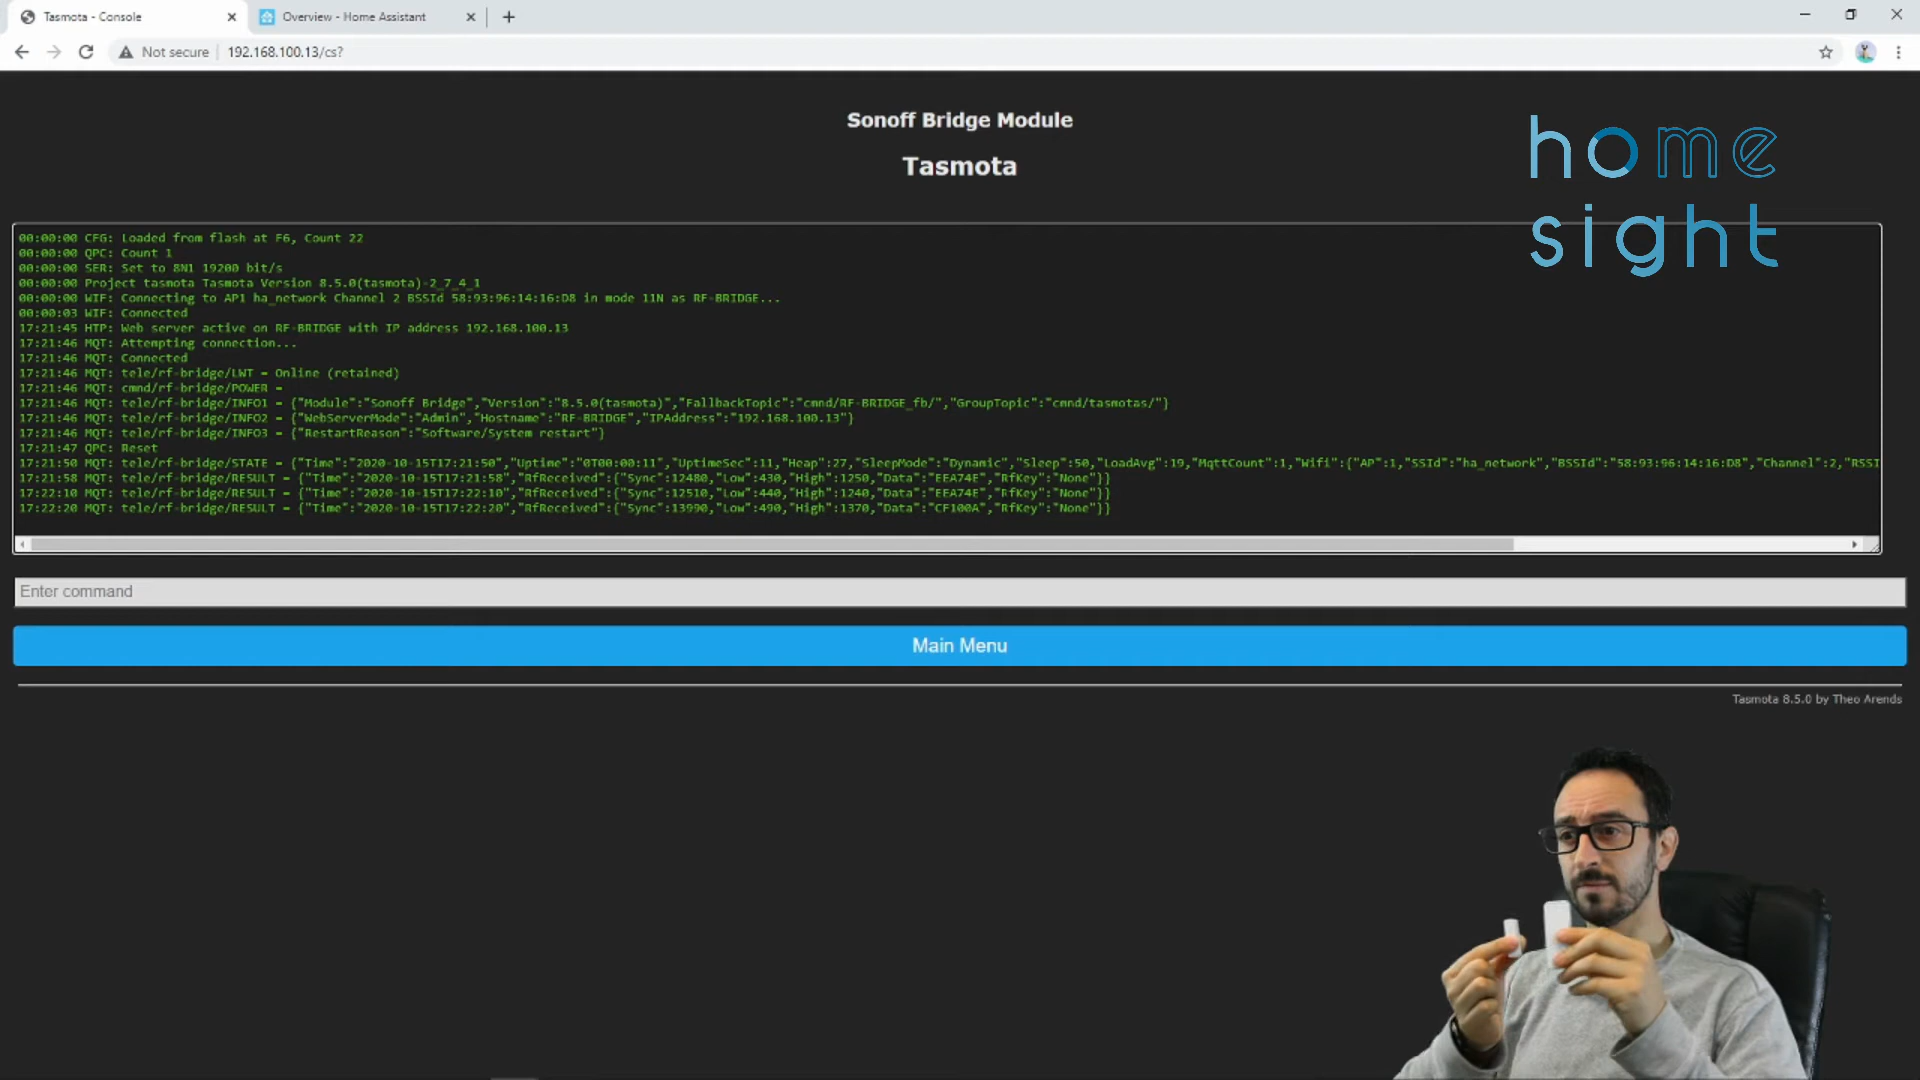 Tasmota - Console
Overview - Home Assistant
Not secure
192.168.100.13/cs?
Sonoff Bridge Module
Tasmota
home
sight
00:00:00 CFG: Loaded from flash at F6, Count 22
00:00:00 QPC: Count 1
00:00:00 SER: Set to 8N1 19200 bit/s
00:00:00 Project tasmota Tasmota Version 8.5.0(tasmota)-2_7_4_1
00:00:00 WIF: Connecting to AP1 ha_network Channel 2 BSSId 58:93:96:14:16:D8 in mode 11N as RF-BRIDGE...
00:00:03 WIF: Connected
17:21:45 HTP: Web server active on RF-BRIDGE with IP address 192.168.100.13
17:21:46 MQT: Attempting connection...
17:21:46 MQT: Connected
17:21:46 MQT: tele/rf-bridge/LWT = Online (retained)
17:21:46 MQT: cmnd/rf-bridge/POWER =
17:21:46 MQT: tele/rf-bridge/INFO1 = {"Module":"Sonoff Bridge","Version":"8.5.0(tasmota)","FallbackTopic":"cmnd/RF-BRIDGE_fb/","GroupTopic":"cmnd/tasmotas/"}
17:21:46 MQT: tele/rf-bridge/INFO2 = {"WebServerMode":"Admin","Hostname":"RF-BRIDGE","IPAddress":"192.168.100.13"}
17:21:46 MQT: tele/rf-bridge/INFO3 = {"RestartReason":"Software/System restart"}
17:21:47 QPC: Reset
17:21:50 MQT: tele/rf-bridge/STATE = {"Time":"2020-10-15T17:21:50","Uptime":"0T00:00:11","UptimeSec":11,"Heap":27,"SleepMode":"Dynamic","Sleep":50,"LoadAvg":19,"MqttCount":1,"Wifi":{"AP":1,"SSId":"ha_network","BSSId":"58:93:96:14:16:D8","Channel":2,"RSSI
17:21:58 MQT: tele/rf-bridge/RESULT = {"Time":"2020-10-15T17:21:58","RfReceived":{"Sync":12480,"Low":430,"High":1250,"Data":"EEA74E","RfKey":"None"}}
17:22:10 MQT: tele/rf-bridge/RESULT = {"Time":"2020-10-15T17:22:10","RfReceived":{"Sync":12510,"Low":440,"High":1240,"Data":"EEA74E","RfKey":"None"}}
17:22:20 MQT: tele/rf-bridge/RESULT = {"Time":"2020-10-15T17:22:20","RfReceived":{"Sync":13990,"Low":490,"High":1370,"Data":"CF100A","RfKey":"None"}}
Enter command
Main Menu
Tasmota 8.5.0 by Theo Arends